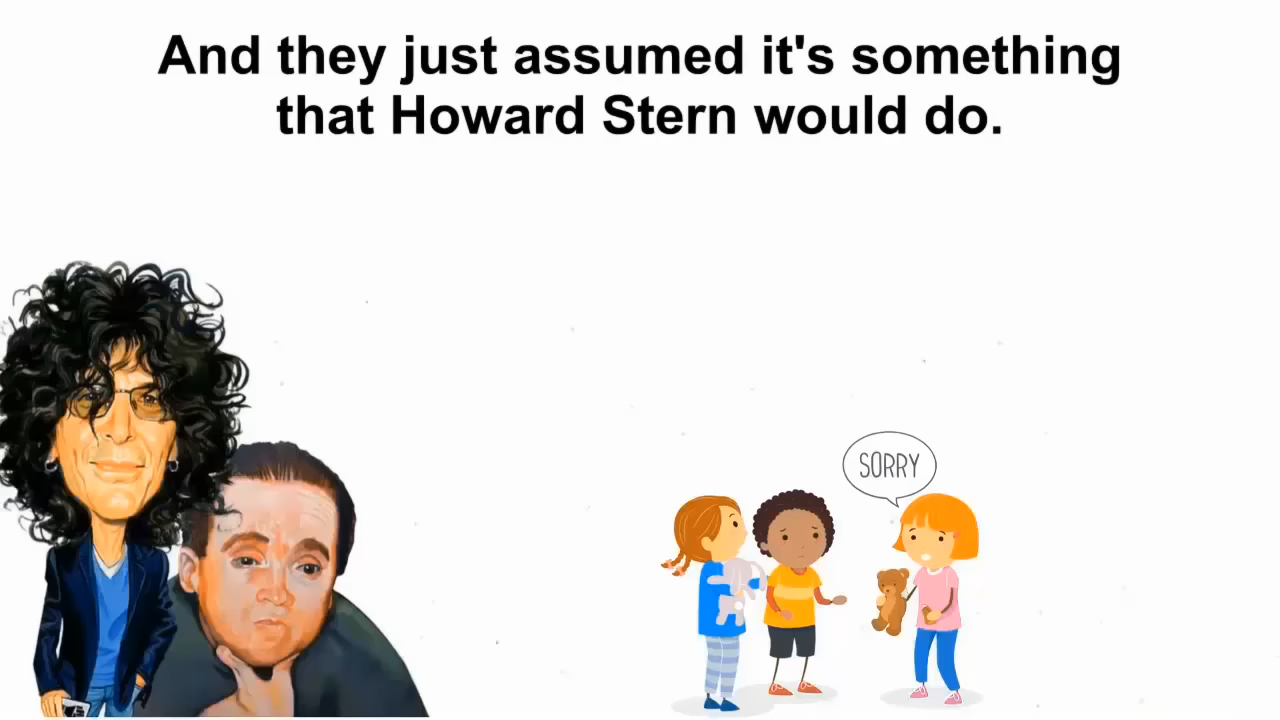 And they just assumed it's something
that Howard Stern would do.
SORRY